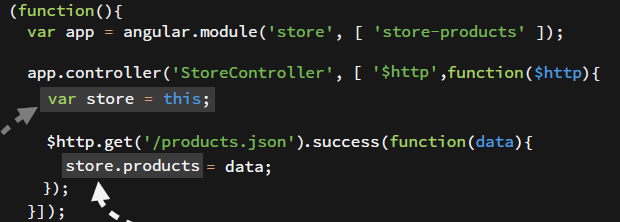 (function(){
var app = angular.module('store', [ 'store-products' ]);
app.controller('StoreController', [ '$http',function($http){
var store = this;
$http.get('/products.json').success(function(data){
store.products = data;
});
}]);